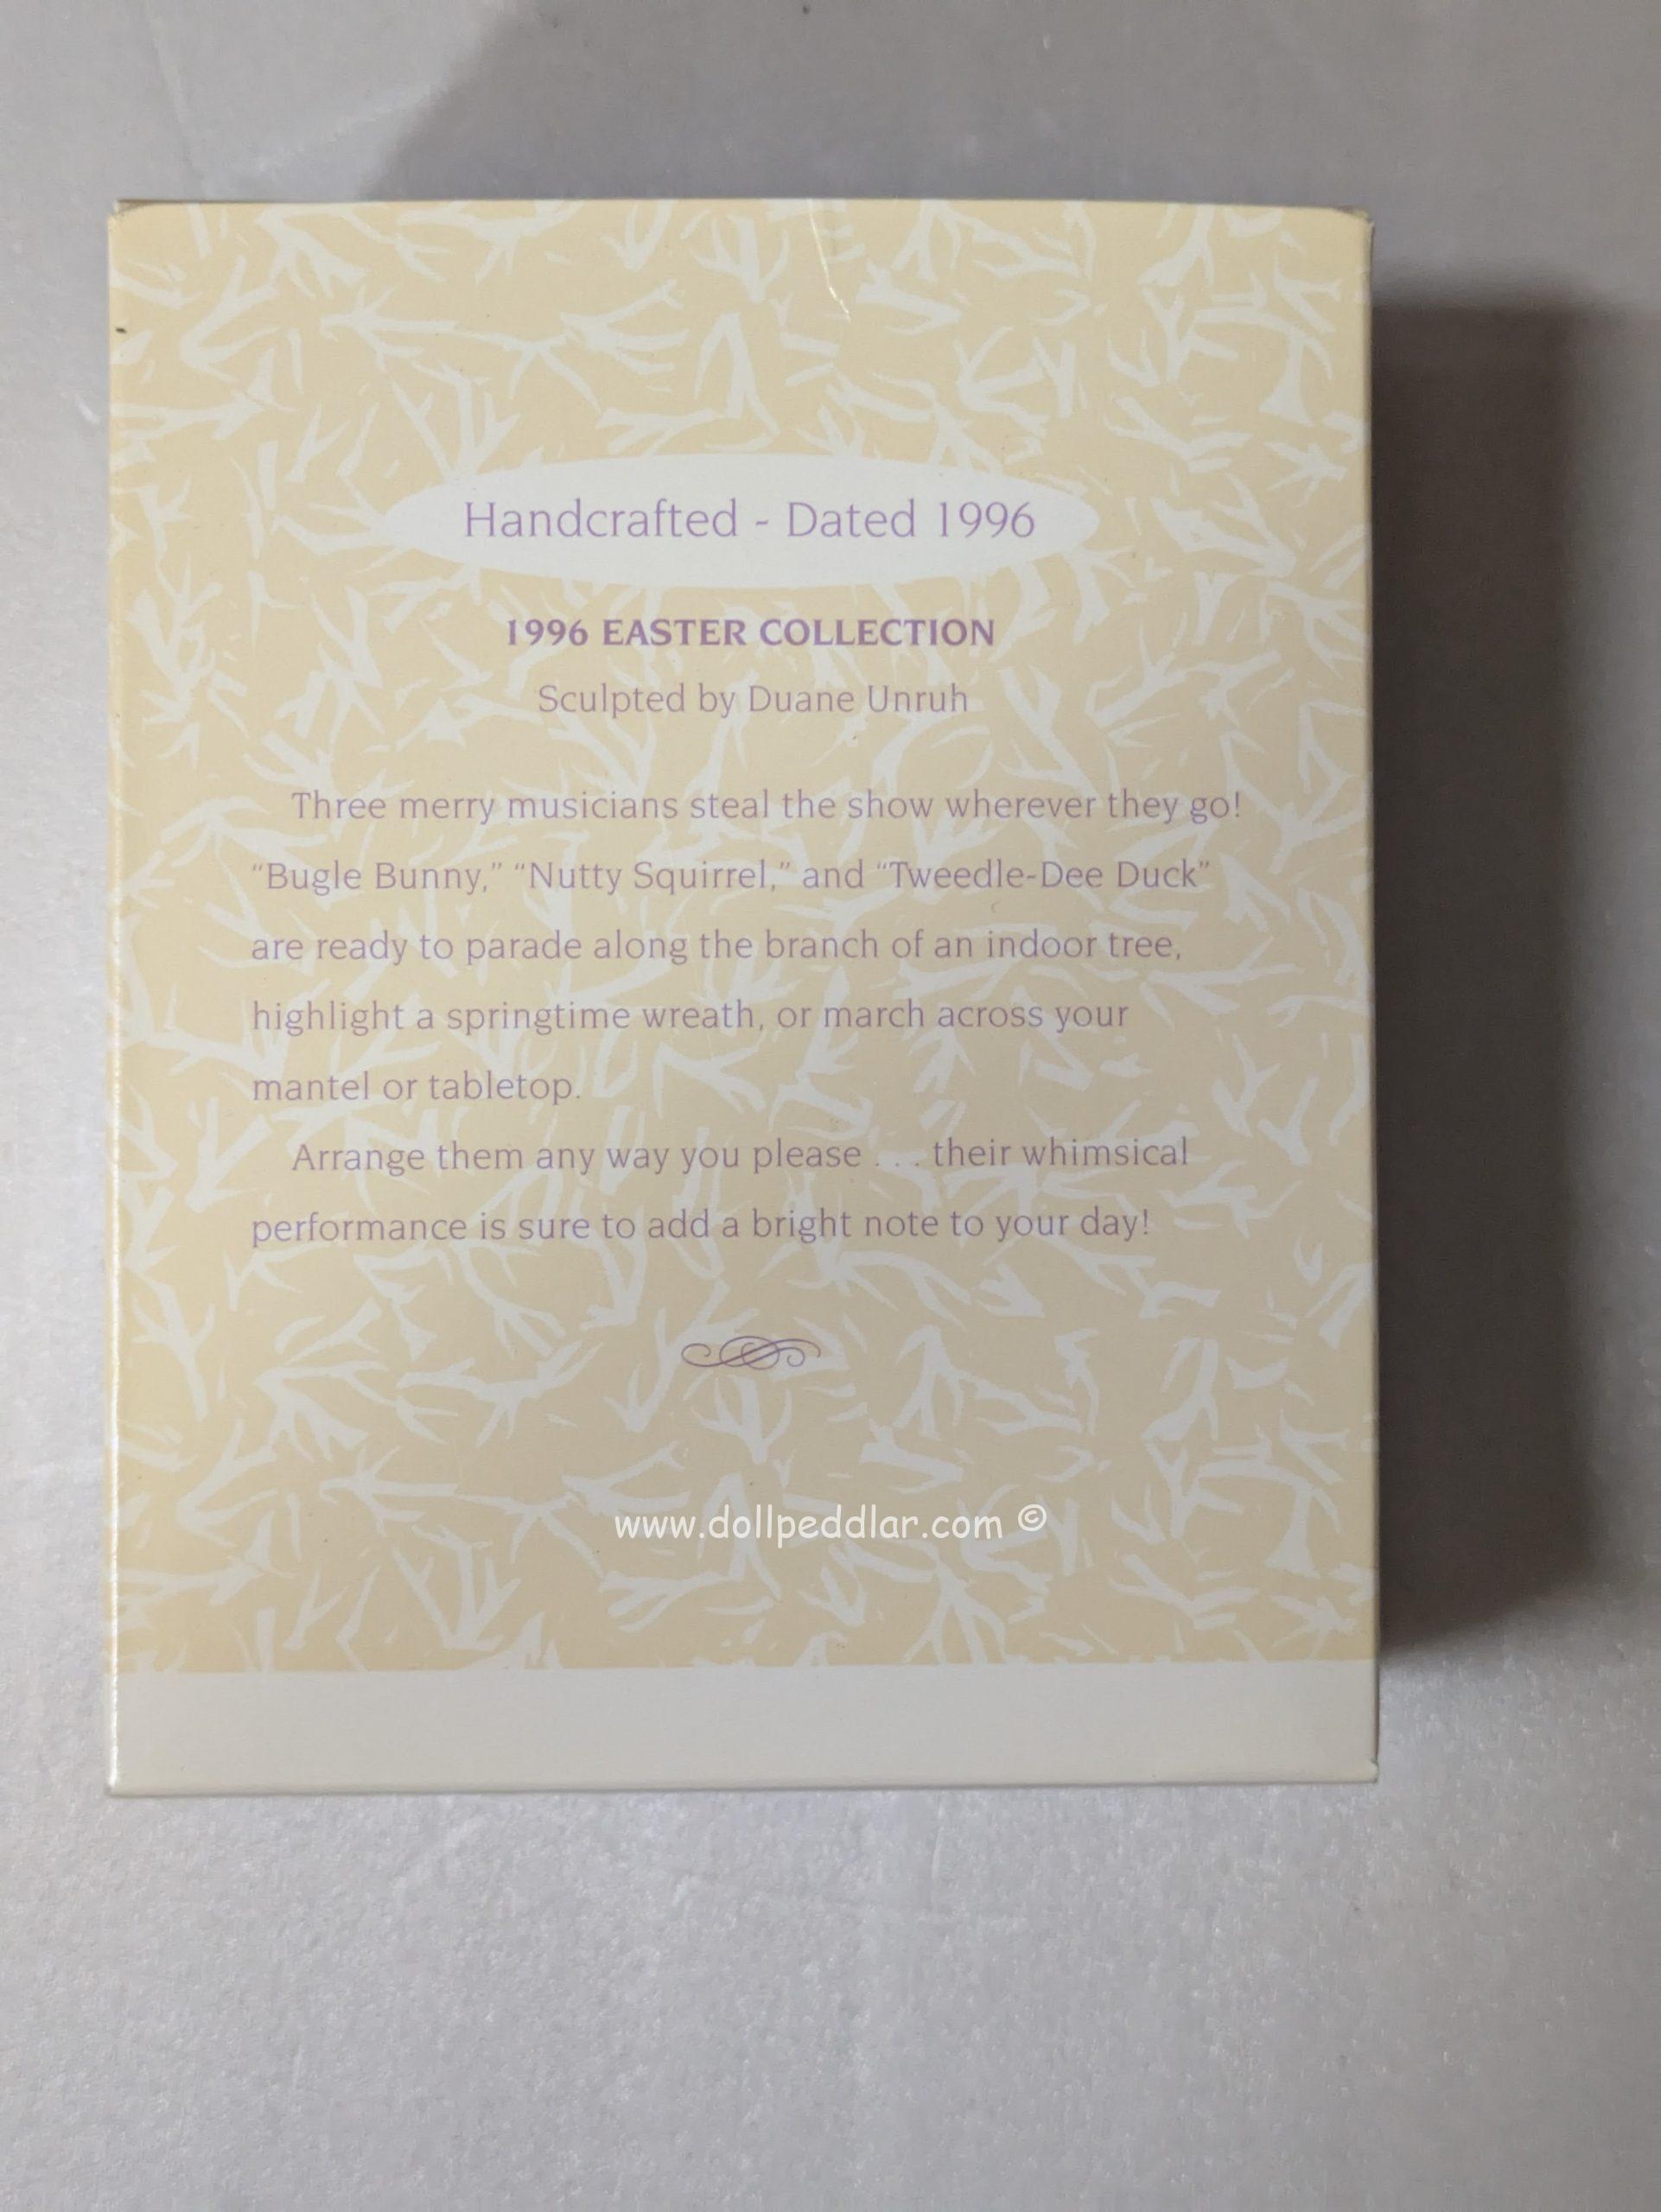 Handcrafted - Dated 1996
1996 EASTER COLLECTION
Sculpted by Duane Unruh
Three merry musicians steal the show wherever they go!
“Bugle Bunny,” “Nutty Squirrel,” and “Tweedle-Dee Duck”
are ready to parade along the branch of an indoor tree,
highlight a springtime wreath, or march across your
mantel or tabletop.
Arrange them any way you please . . . their whimsical
performance is sure to add a bright note to your day!
www.dollpeddlar.com ©